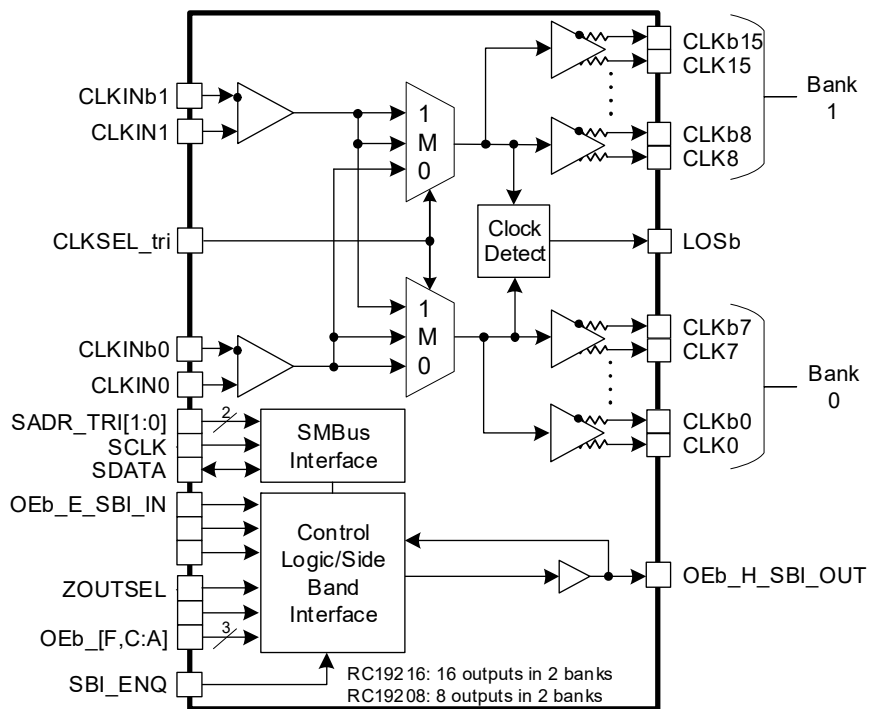 CLKb15
CLK15
Bank
1
CLKINb1
CLKIN1
1
M
0
CLKb8
CLK8
CLKSEL_tri
Clock
Detect
LOSb
1
M
0
CLKb7
CLK7
CLKINb0
CLKIN0
Bank
0
SADR_TRI[1:0]
2
SCLK
SDATA
SMBus
Interface
CLKb0
CLK0
OEb_E_SBI_IN
Control
Logic/Side
Band
Interface
ZOUTSEL
OEb_H_SBI_OUT
OEb_[F,C:A]
3
SBI_ENQ
RC19216: 16 outputs in 2 banks
RC19208: 8 outputs in 2 banks